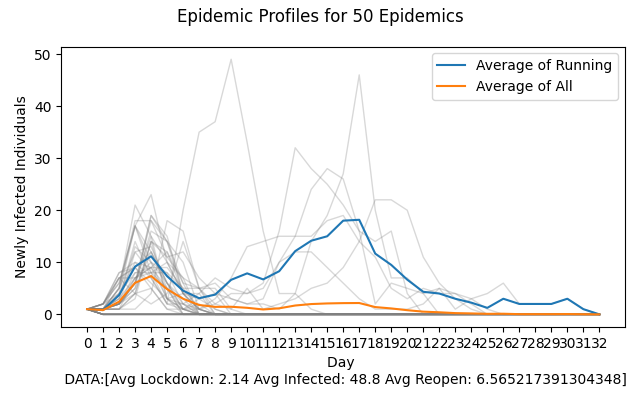 Epidemic Profiles for 50 Epidemics
50
40
30
20
10
0
Newly Infected Individuals
Average of Running
Average of All
0 1 2 3 4 5 6 7 8 9 10 11 12 13 14 15 16 17 18 19 20 21 22 23 24 25 26 27 28 29 30 31 32
Day
DATA:[Avg Lockdown: 2.14 Avg Infected: 48.8 Avg Reopen: 6.565217391304348]